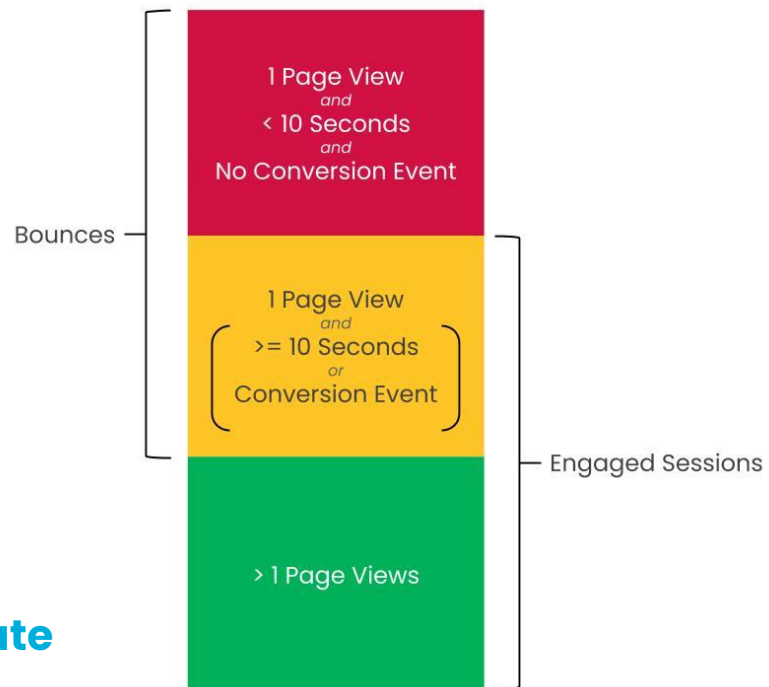 1 Page View
and
< 10 Seconds
and
No Conversion Event
Bounces
1 Page View
and
>= 10 Seconds
or
Conversion Event
Engaged Sessions
> 1 Page Views